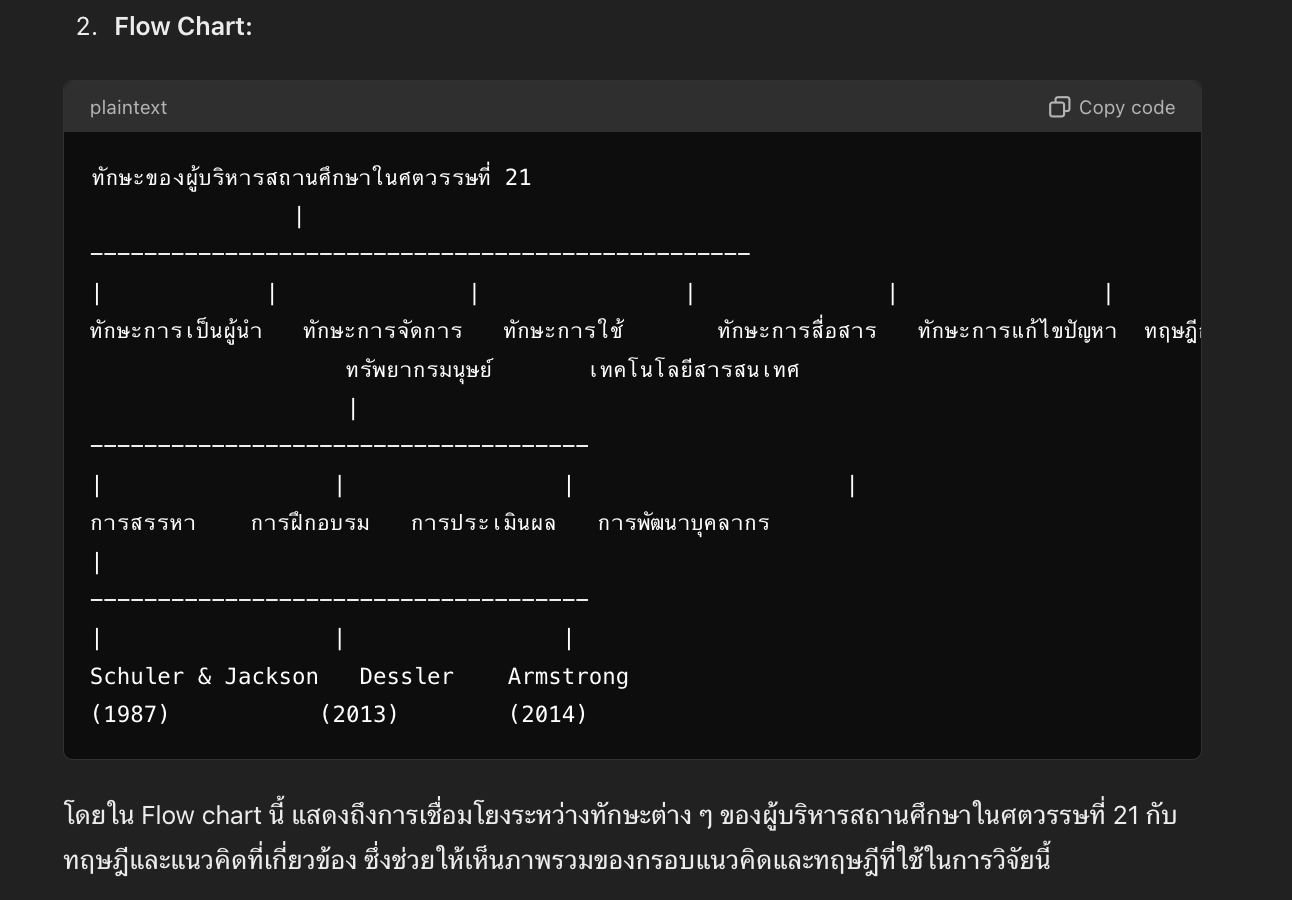 2. Flow Chart:
plaintext Copy code
ทักษะของผู้บริหารสถานศึกษาในศตวรรษที่ 21
|
-------------------------------------------------
| | | | | |
ทักษะการเป็นผู้นำ ทักษะการจัดการ ทักษะการใช้ ทักษะการสื่อสาร ทักษะการแก้ไขปัญหา ทฤษฎี
ทรัพยากรมนุษย์ เทคโนโลยีสารสนเทศ
|
-------------------------------------
| | | |
การสรรหา การฝึกอบรม การประเมินผล การพัฒนาบุคลากร
|
-------------------------------------
| | |
Schuler & Jackson Dessler Armstrong
(1987) (2013) (2014)
โดยใน Flow chart นี้ แสดงถึงการเชื่อมโยงระหว่างทักษะต่าง ๆ ของผู้บริหารสถานศึกษาในศตวรรษที่ 21 กับ
ทฤษฎีและแนวคิดที่เกี่ยวข้อง ซึ่งช่วยให้เห็นภาพรวมของกรอบแนวคิดและทฤษฎีที่ใช้ในการวิจัยนี้